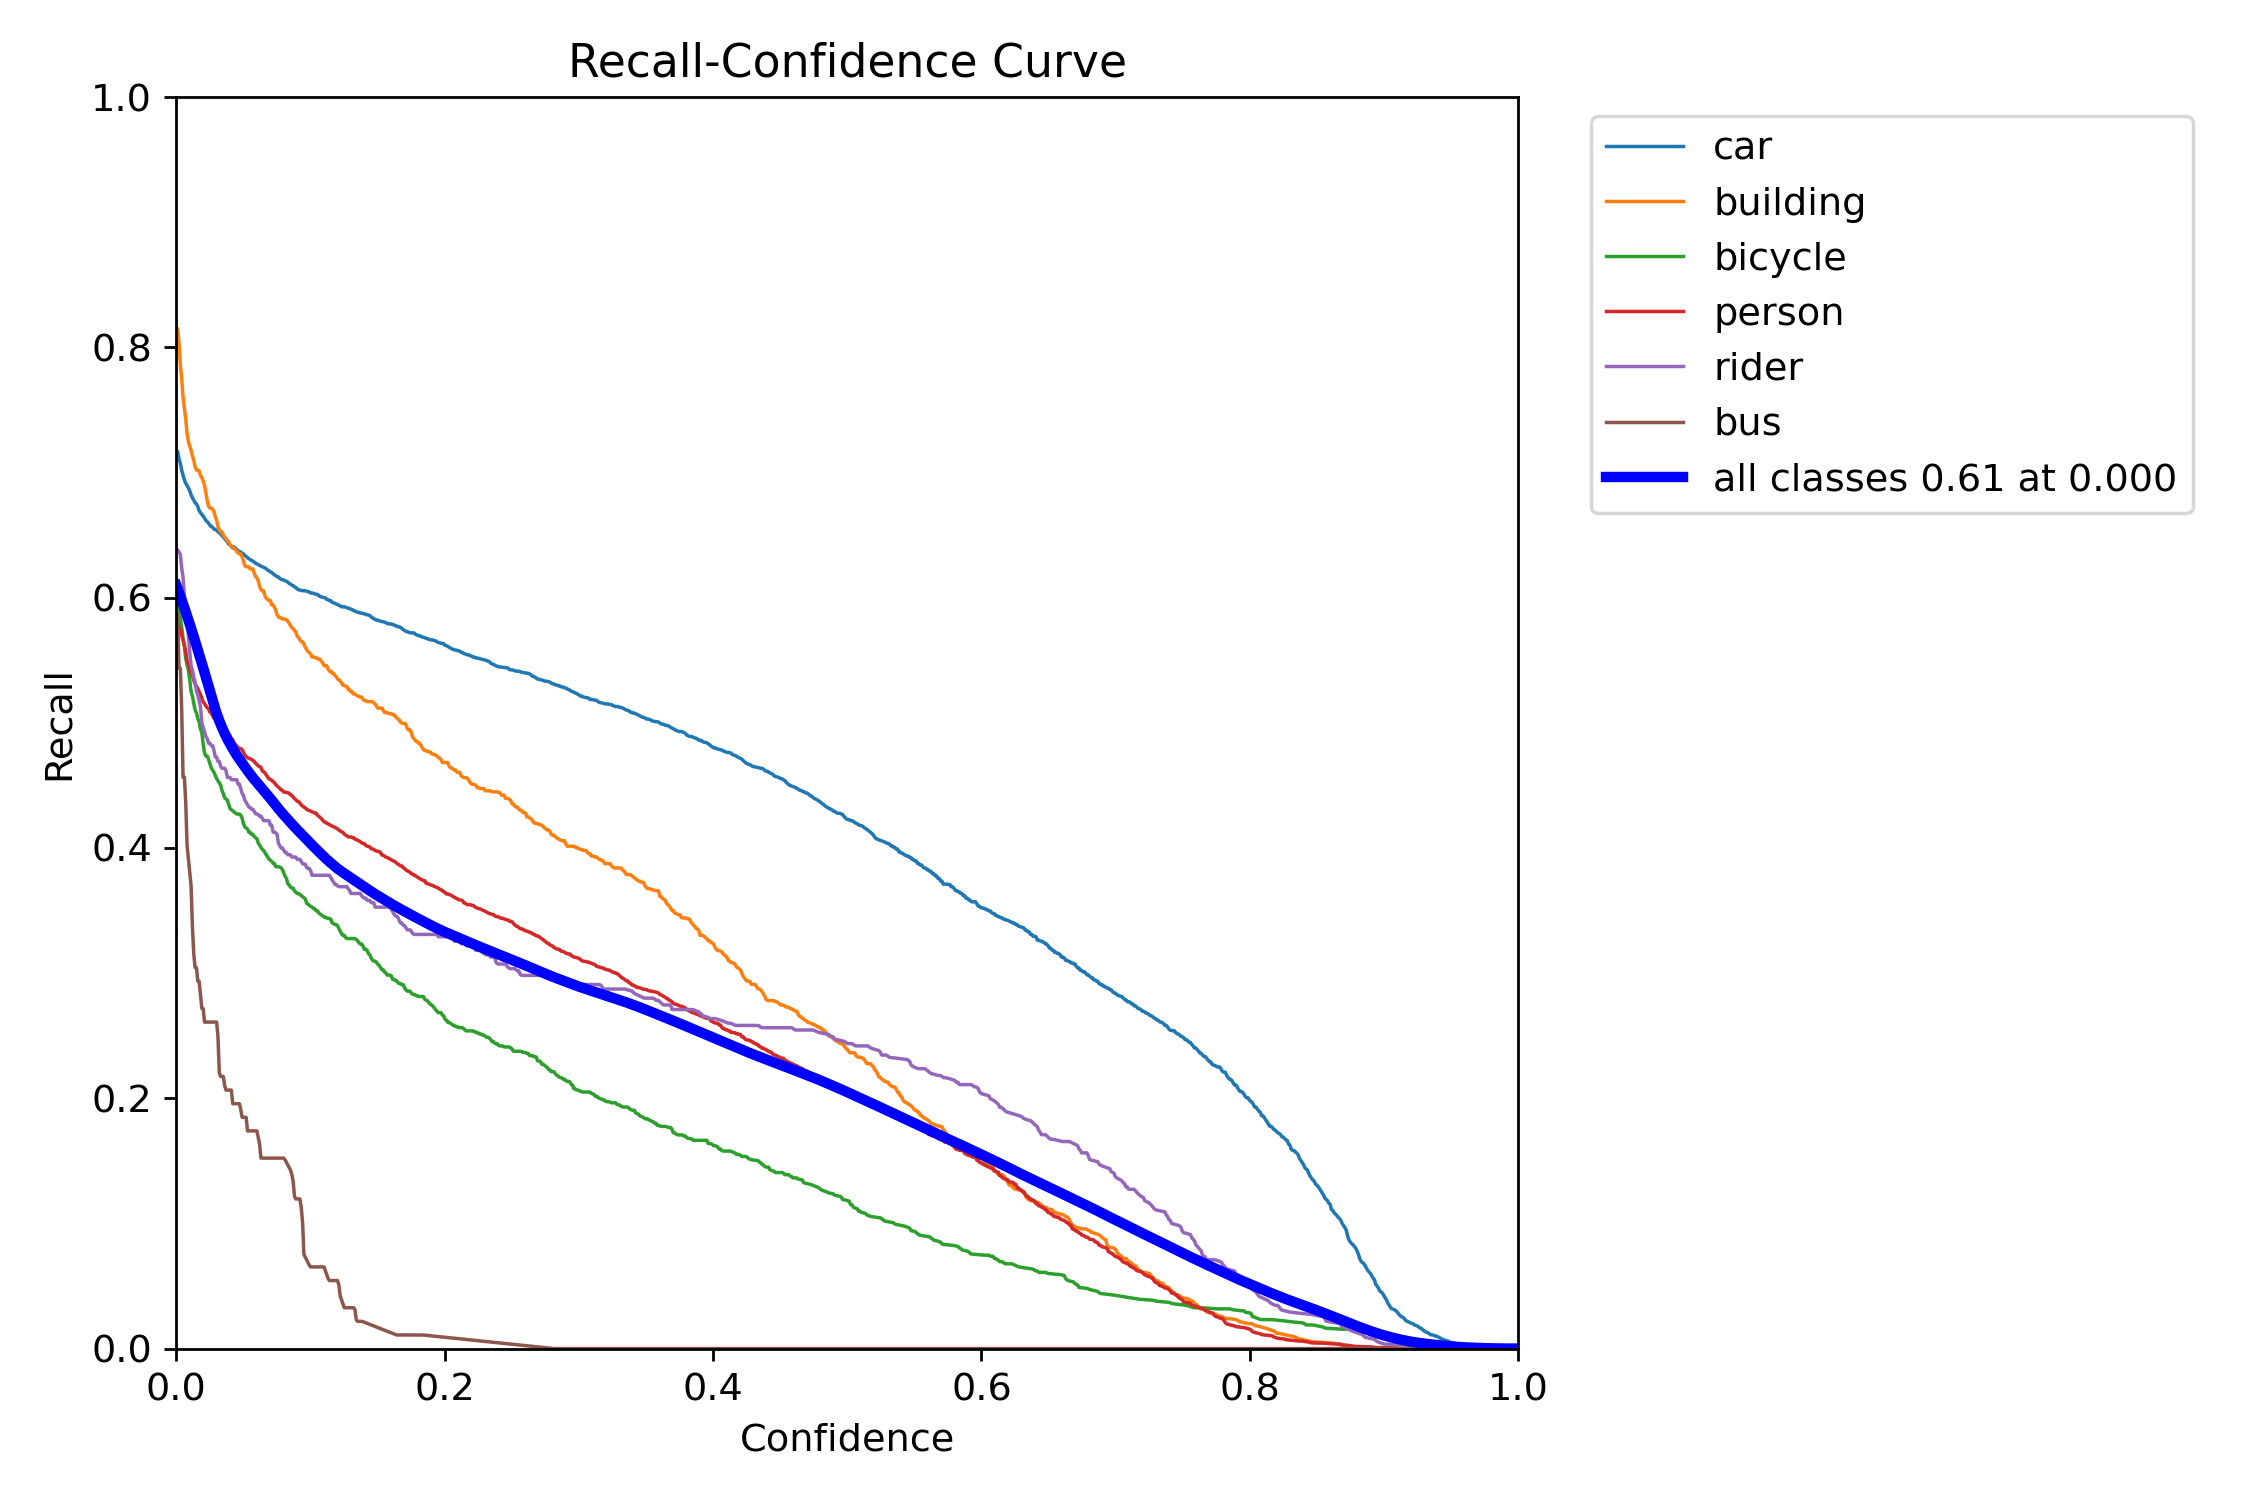 Recall-Confidence Curve
1.0
0.8
0.6
0.4
0.2
0.0
Recall
0.0 0.2 0.4 0.6 0.8 1.0
Confidence
car
building
bicycle
person
rider
bus
all classes 0.61 at 0.000